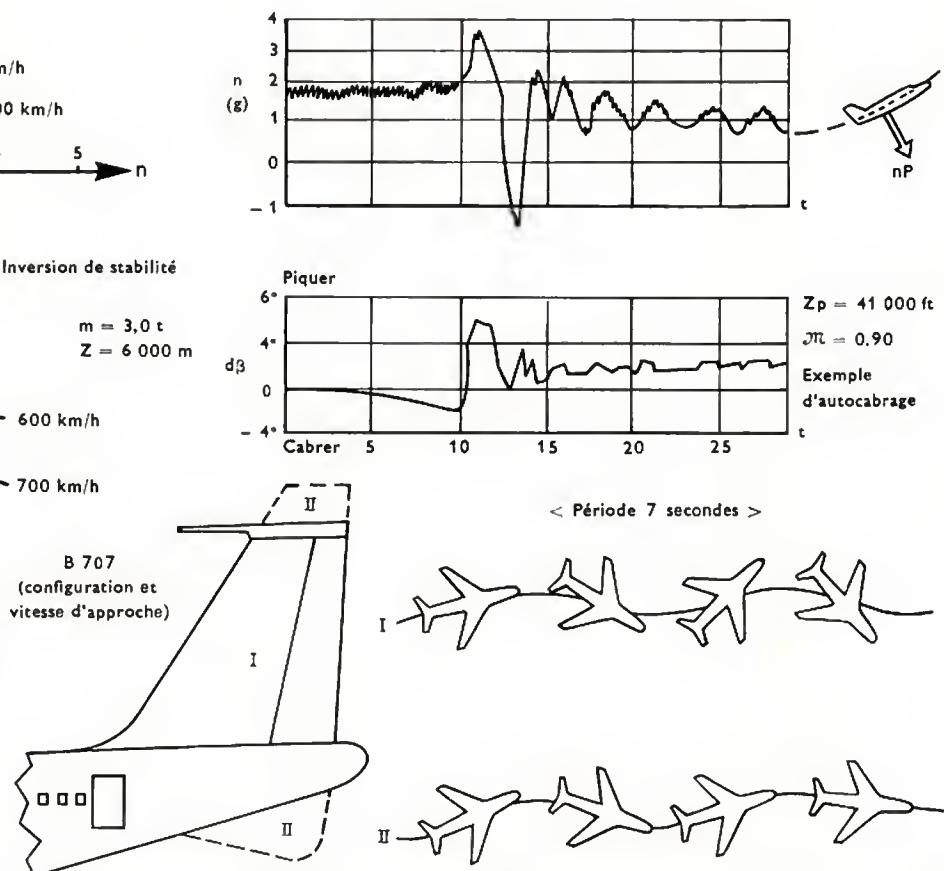 4
3
n 2
(g)
1
0
– 1
t
nP
m/h
00 km/h
5
n
Inversion de stabilité
m = 3,0 t
Z = 6 000 m
600 km/h
700 km/h
Piquer
6°
4°
dβ
0
– 4°
Cabrer 5 10 15 20 25 t
Zp = 41 000 ft
ℳ = 0.90
Exemple
d'autocabrage
B 707
(configuration et
vitesse d'approche)
II
I
II
< Période 7 secondes >
I
II